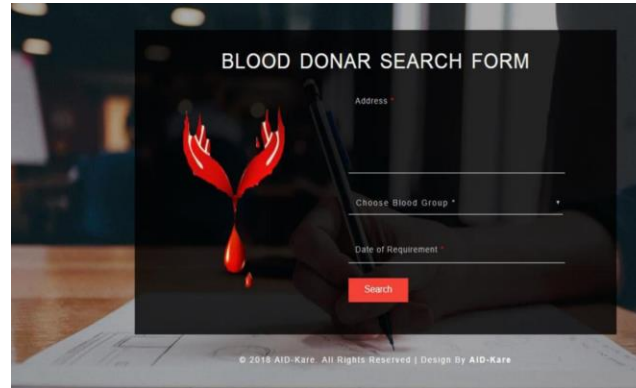 BLOOD DONAR SEARCH FORM
Address *
Choose Blood Group *
Date of Requirement *
Search
© 2018 AID-Kare. All Rights Reserved | Design By AID-Kare